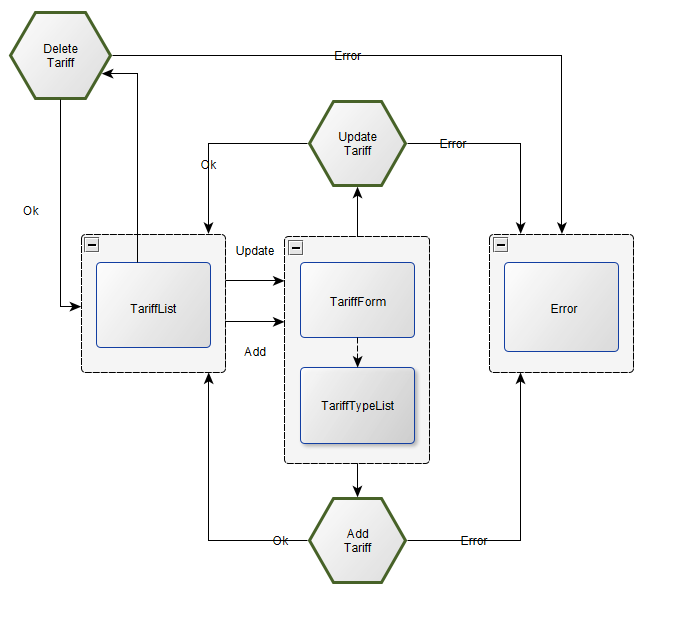 Delete
Tariff
Error
Update
Tariff
Error
Ok
Ok
Update
TariffList
TariffForm
Error
Add
TariffTypeList
Add
Tariff
Ok
Error